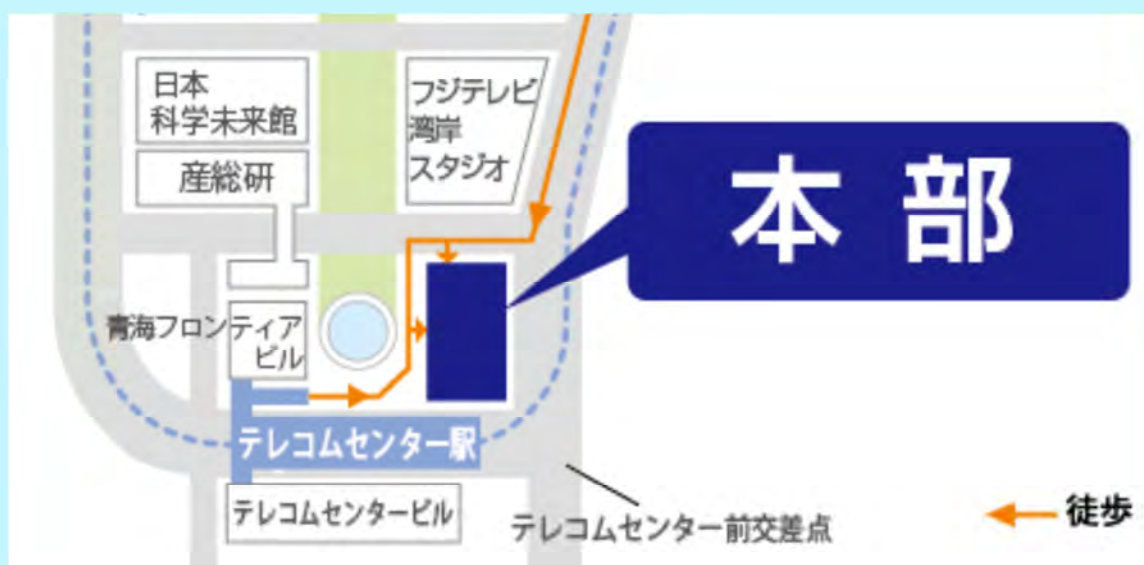 日本
科学未来館
産総研
フジテレビ
湾岸
スタジオ
本部
青海フロンティア
ビル
テレコムセンター駅
テレコムセンタービル
テレコムセンター前交差点
徒歩